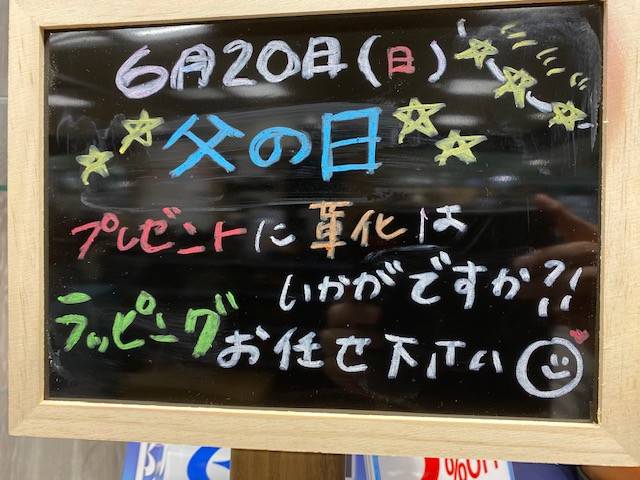 6月20日(日)
父の日
プレゼントに革化は
いかがですか?!
ラッピングお任せ下さい
%OFF